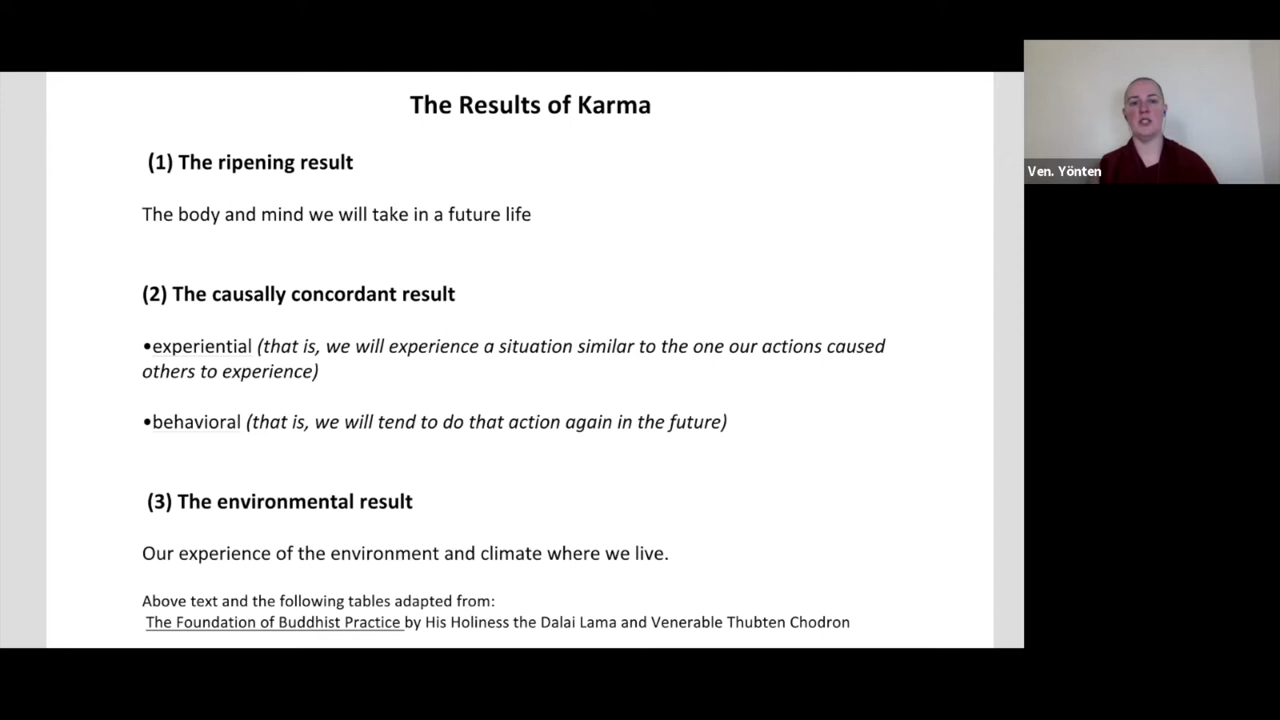 The Results of Karma
(1) The ripening result
The body and mind we will take in a future life
(2) The causally concordant result
•experiential (that is, we will experience a situation similar to the one our actions caused
others to experience)
•behavioral (that is, we will tend to do that action again in the future)
(3) The environmental result
Our experience of the environment and climate where we live.
Above text and the following tables adapted from:
The Foundation of Buddhist Practice by His Holiness the Dalai Lama and Venerable Thubten Chodron
Ven. Yönten